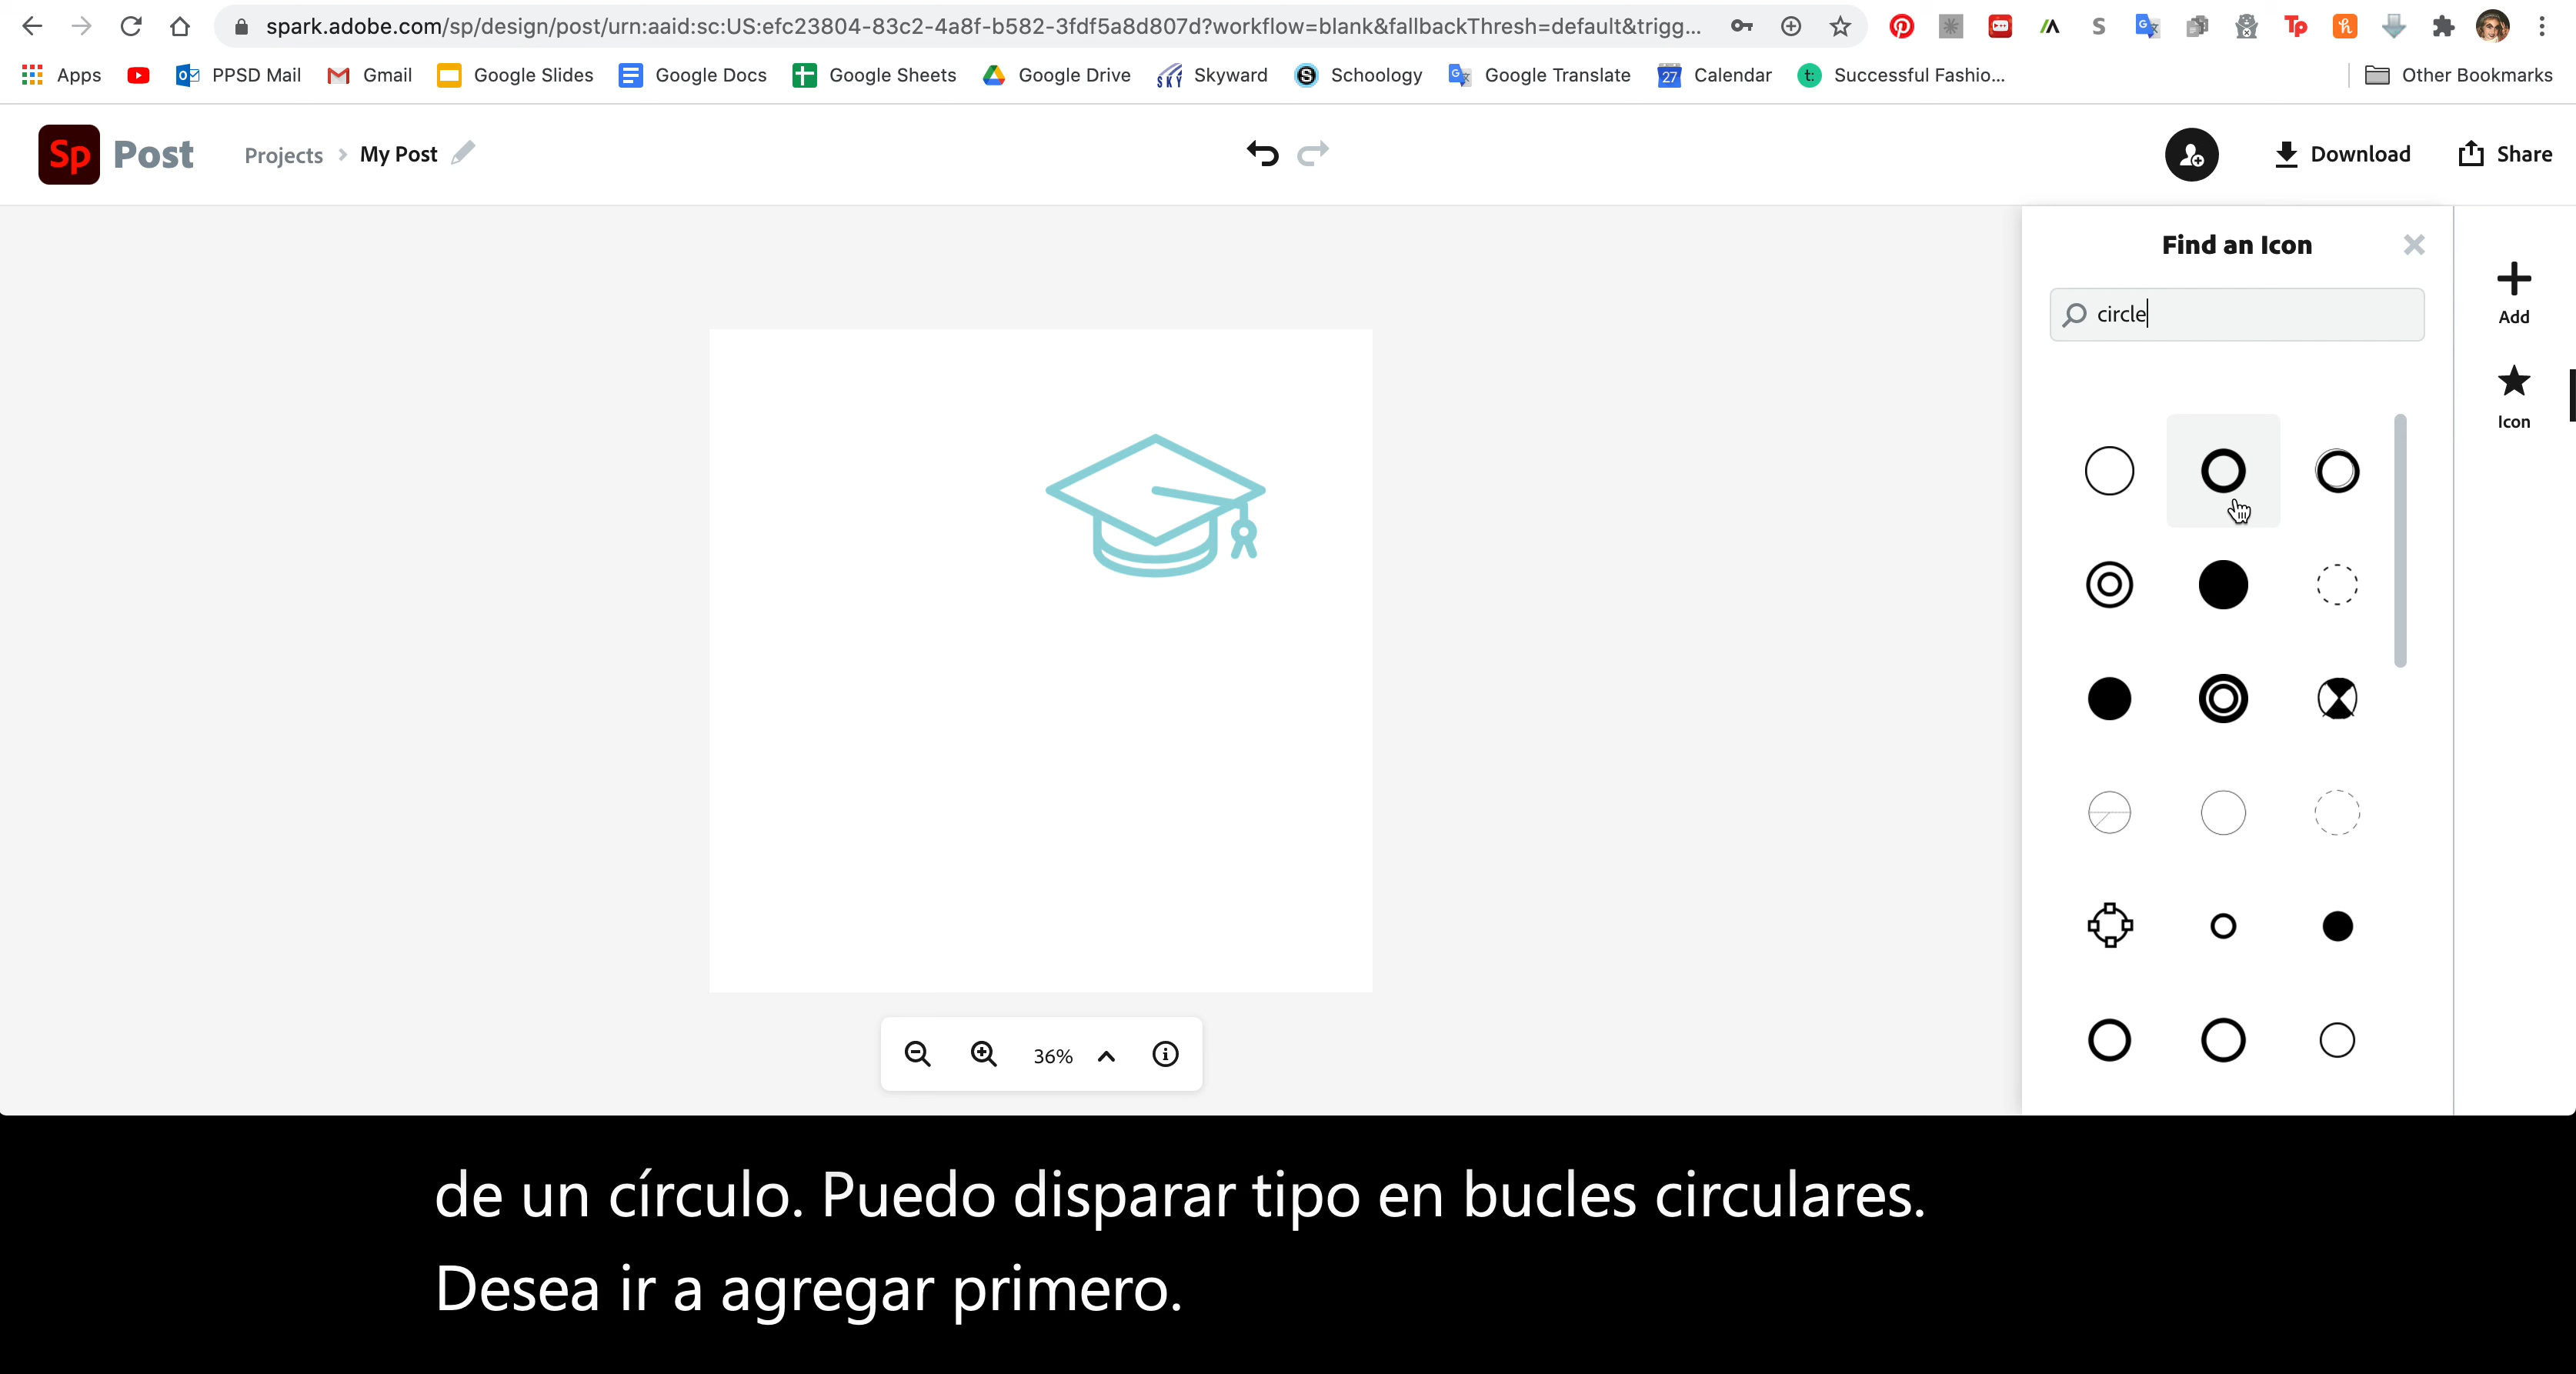 spark.adobe.com/sp/design/post/urn:aaid:sc:US:efc23804-83c2-4a8f-b582-3fdf5a8d807d?workflow=blank&fallbackThresh=default&trigg...
Apps PPSD Mail Gmail Google Slides Google Docs Google Sheets Google Drive Skyward Schoology Google Translate 27 Calendar Successful Fashio... Other Bookmarks
Sp Post Projects > My Post Download Share
Find an Icon
circle
Add
Icon
36%
de un círculo. Puedo disparar tipo en bucles circulares.
Desea ir a agregar primero.